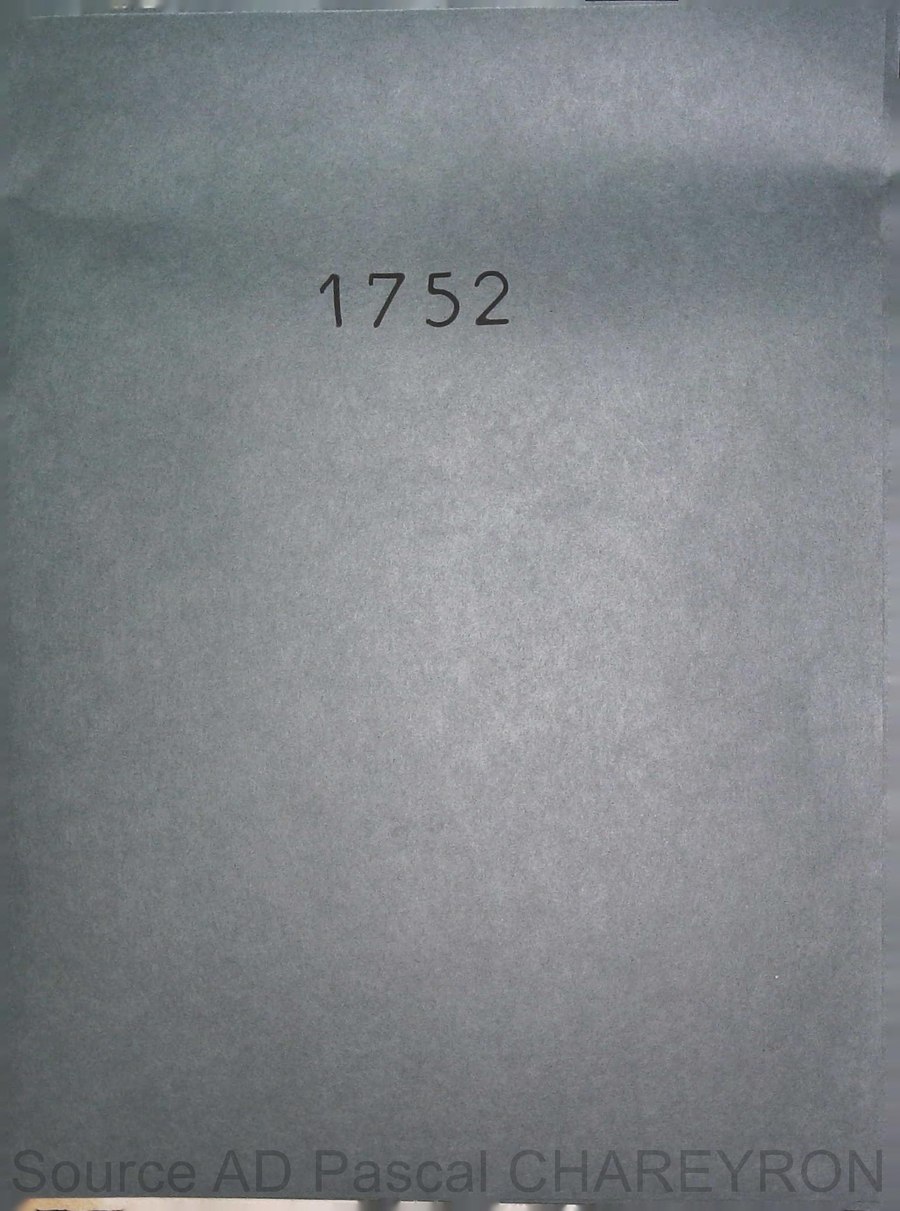 1752
Source AD Pascal CHAREYRON